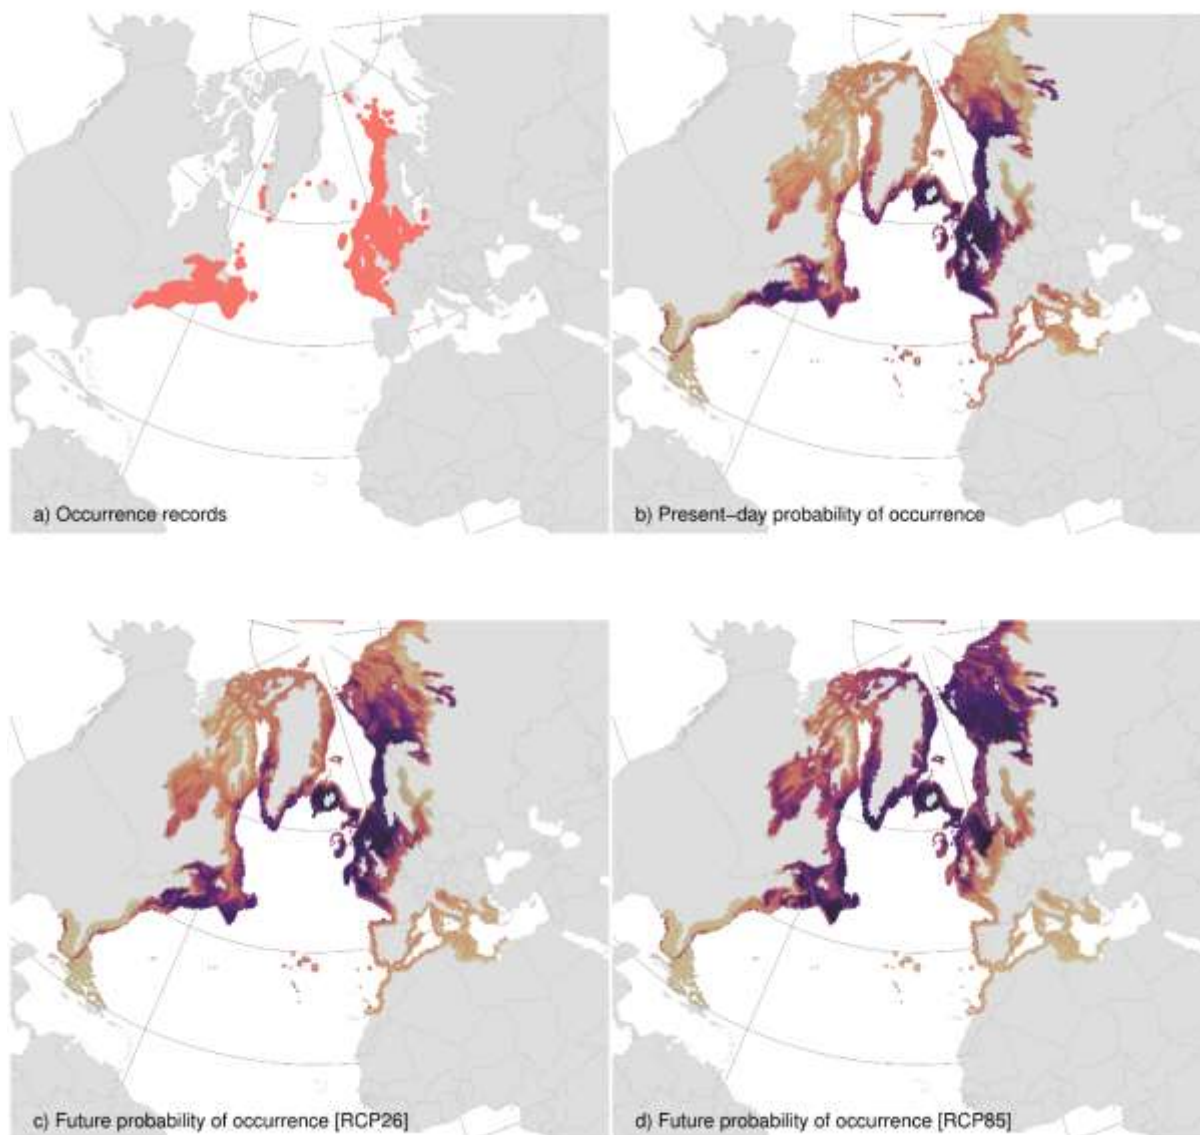 a) Occurrence records
b) Present−day probability of occurrence
c) Future probability of occurrence [RCP26]
d) Future probability of occurrence [RCP85]